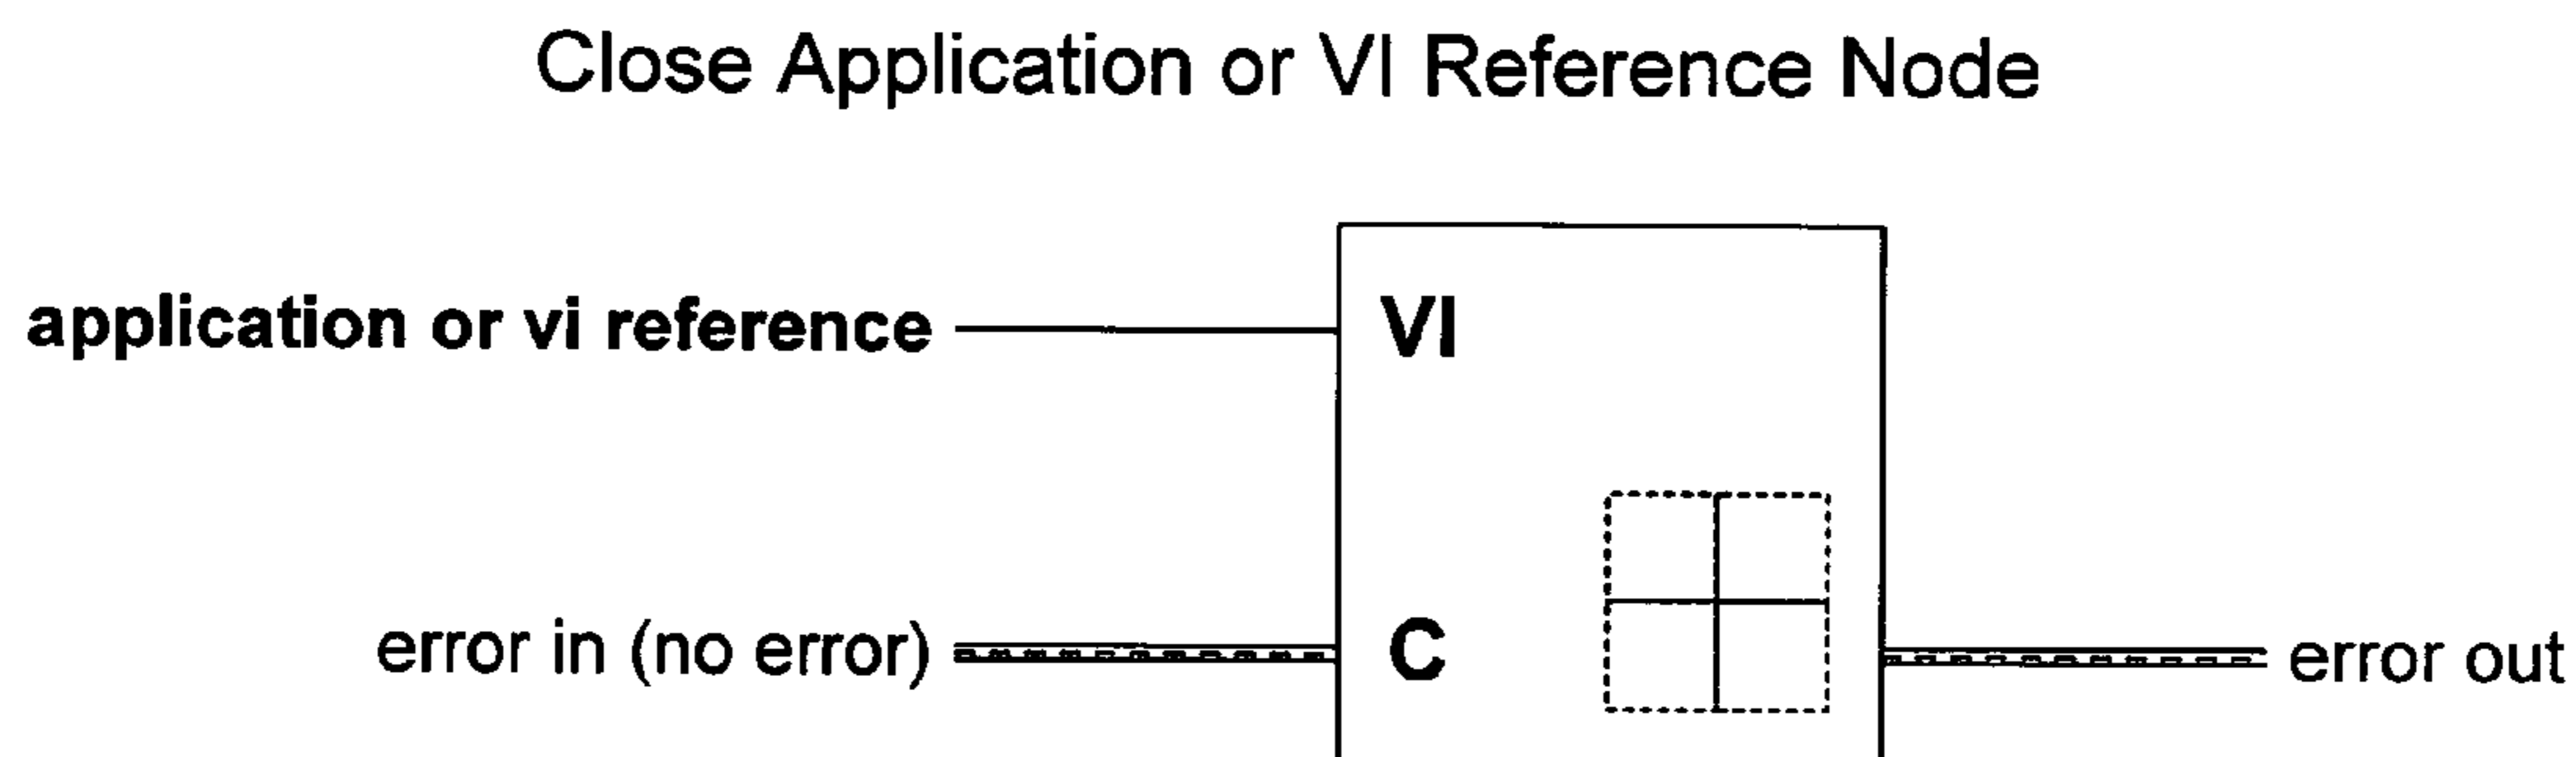 Close Application or VI Reference Node
application or vi reference VI
error in (no error) C error out